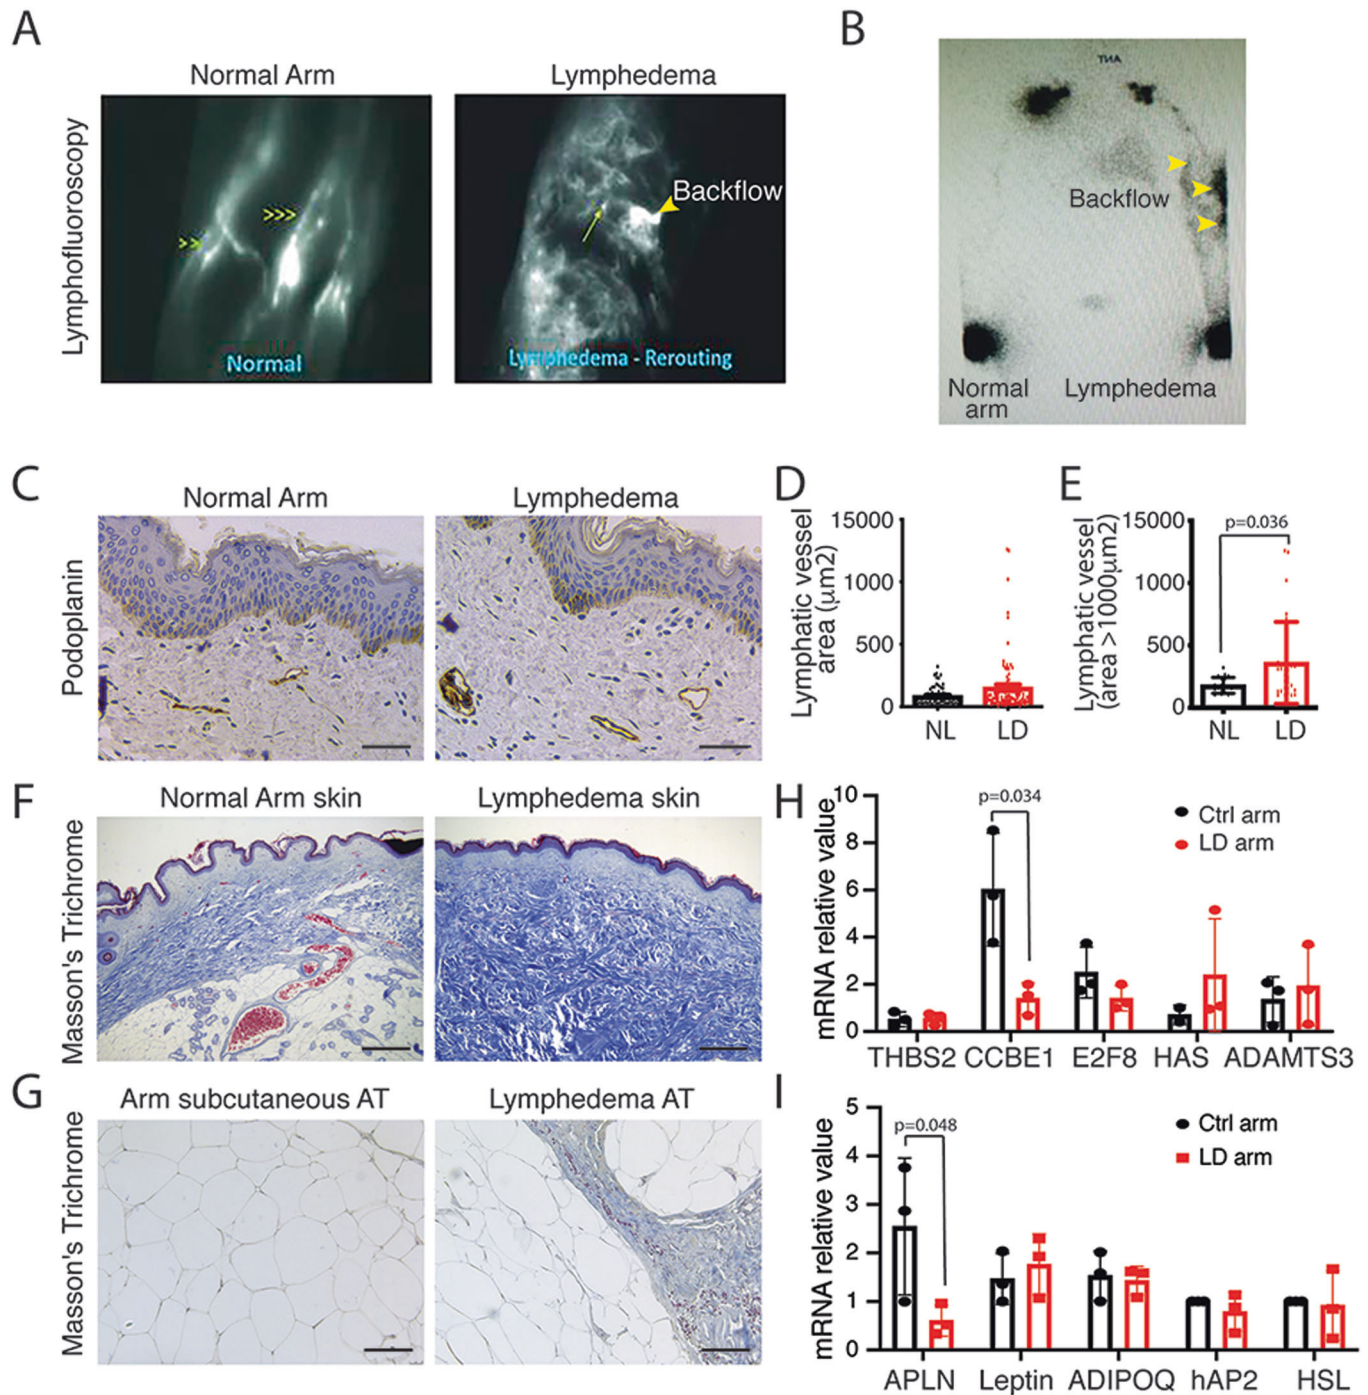 A
Normal Arm
Lymphedema
Lymphofluoroscopy
Backflow
Normal
Lymphedema - Rerouting
B
TNA
Backflow
Normal
arm
Lymphedema
C
Normal Arm
Lymphedema
Podoplanin
D
Lymphatic vessel
area (µm2)
15000
1000
500
0
NL
LD
E
Lymphatic vessel
(area >1000µm2)
15000
1000
500
0
p=0.036
NL
LD
F
Normal Arm skin
Lymphedema skin
Masson's Trichrome
G
Arm subcutaneous AT
Lymphedema AT
Masson's Trichrome
H
mRNA relative value
10
8
6
4
2
0
p=0.034
Ctrl arm
LD arm
THBS2
CCBE1
E2F8
HAS
ADAMTS3
I
mRNA relative value
5
4
3
2
1
0
p=0.048
Ctrl arm
LD arm
APLN
Leptin
ADIPOQ
hAP2
HSL